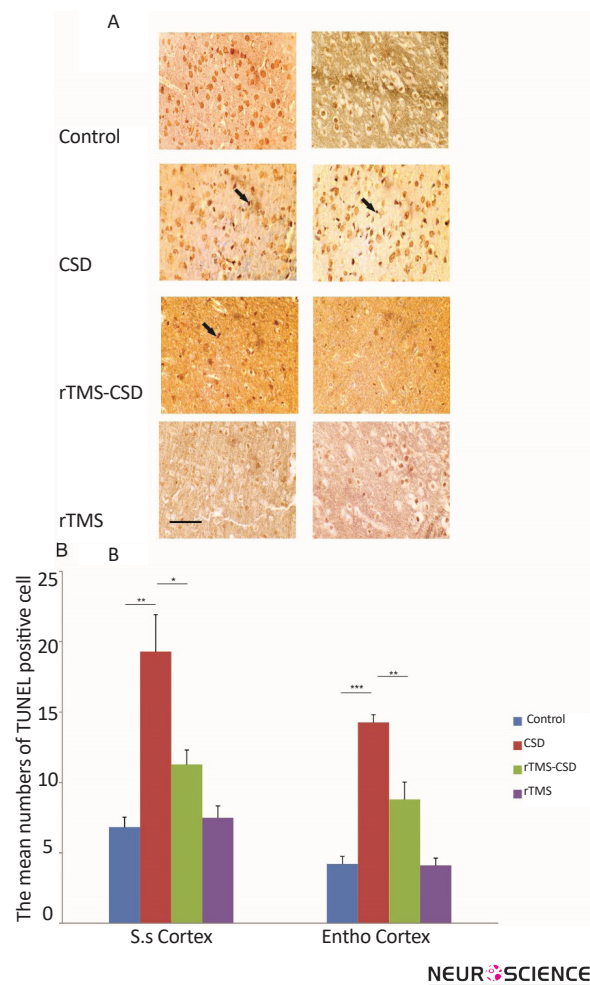 A
Control
CSD
rTMS-CSD
rTMS
B B
The mean numbers of TUNEL positive cell
25
20
15
10
5
0
** *
*** **
Control
CSD
rTMS-CSD
rTMS
S.s Cortex Entho Cortex
NEUROSCIENCE